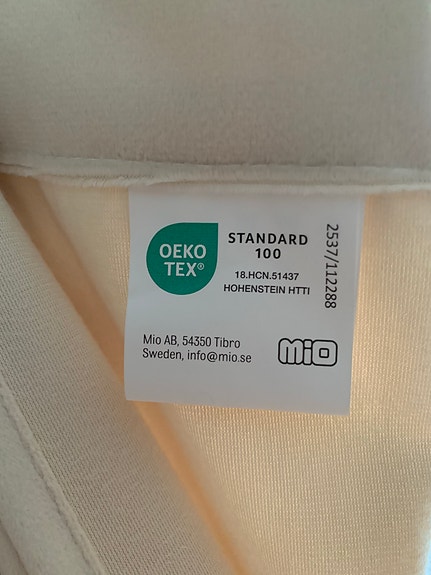 OEKO
TEX®
STANDARD
100
18.HCN.51437
HOHENSTEIN HTTI
2537/112288
Mio AB, 54350 Tibro
Sweden, info@mio.se
MiO